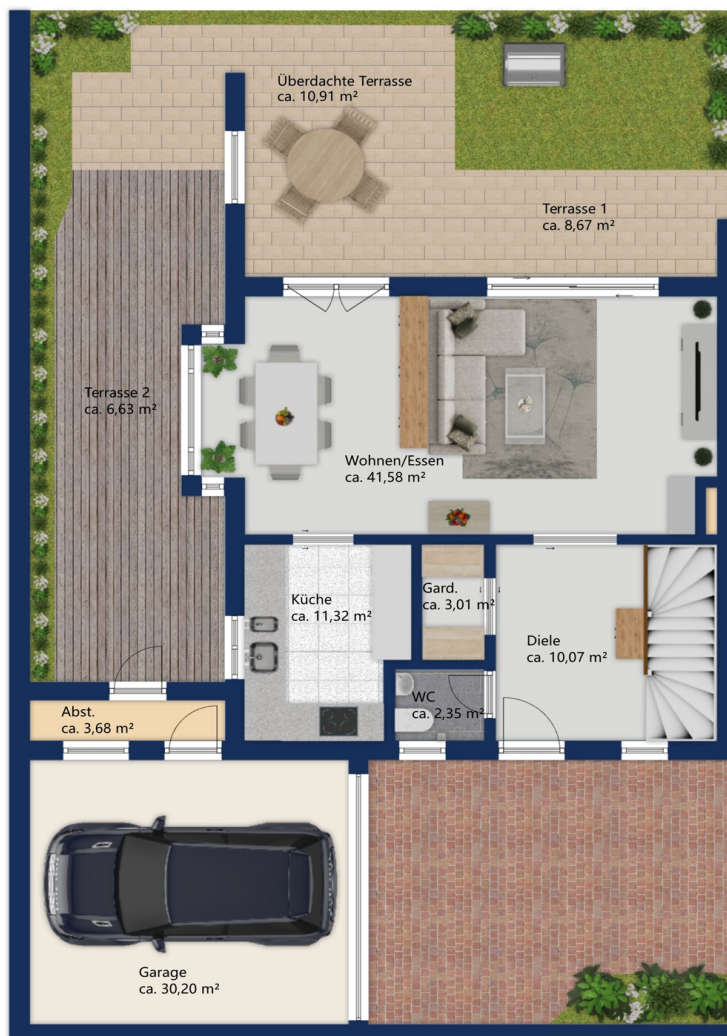 Überdachte Terrasse
ca. 10,91 m²
Terrasse 1
ca. 8,67 m²
Terrasse 2
ca. 6,63 m²
Wohnen/Essen
ca. 41,58 m²
Küche
ca. 11,32 m²
Gard.
ca. 3,01 m²
Diele
ca. 10,07 m²
WC
ca. 2,35 m²
Abst.
ca. 3,68 m²
Garage
ca. 30,20 m²